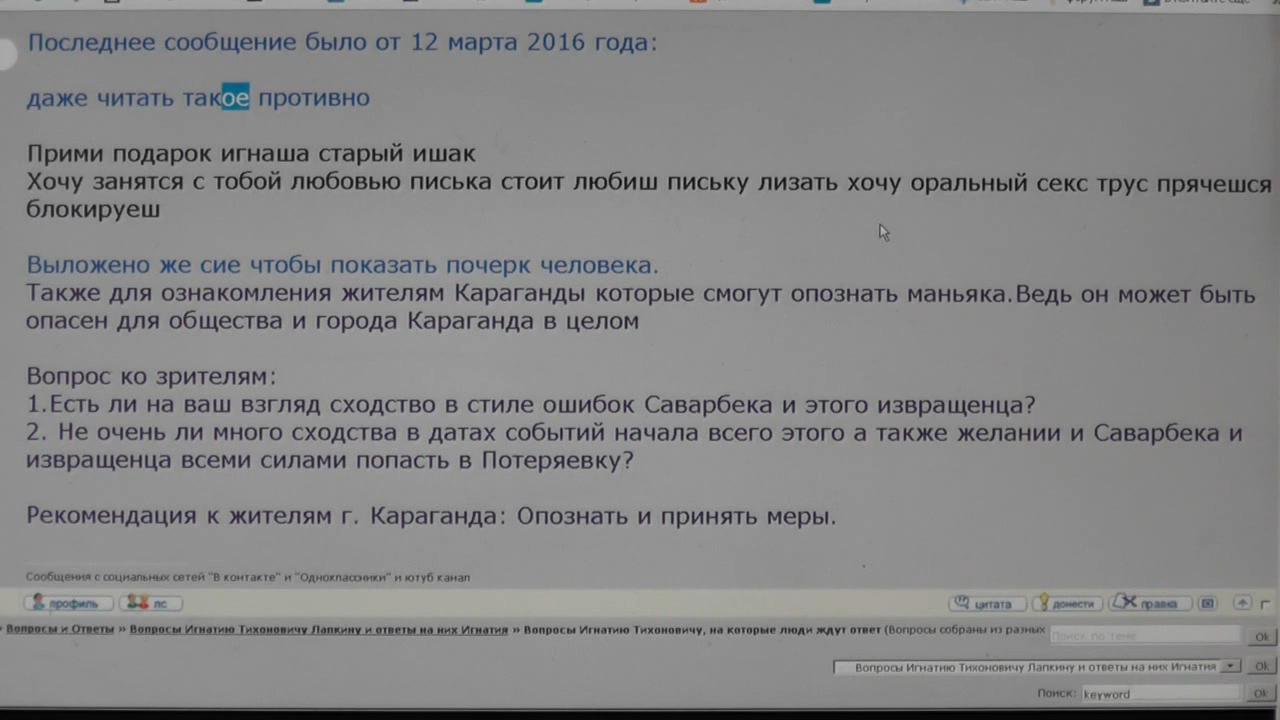 Последнее сообщение было от 12 марта 2016 года:
даже читать такое противно
Прими подарок игнаша старый ишак
Хочу занятся с тобой любовью писька стоит любиш письку лизать хочу оральный секс трус прячешся
блокируеш
Выложено же сие чтобы показать почерк человека.
Также для ознакомления жителям Караганды которые смогут опознать маньяка.Ведь он может быть
опасен для общества и города Караганда в целом
Вопрос ко зрителям:
1.Есть ли на ваш взгляд сходство в стиле ошибок Саварбека и этого извращенца?
2. Не очень ли много сходства в датах событий начала всего этого а также желании и Саварбека и
извращенца всеми силами попасть в Потеряевку?
Рекомендация к жителям г. Караганда: Опознать и принять меры.
Сообщения с социальных сетей "В контакте" и "Одноклассники" и ютуб канал
профиль лс цитата донести правка
» Вопросы и Ответы » Вопросы Игнатию Тихоновичу Лапкину и ответы на них Игнатия » Вопросы Игнатию Тихоновичу, на которые люди ждут ответ (Вопросы собраны из разных Поиск по теме Ok
Вопросы Игнатию Тихоновичу Лапкину и ответы на них Игнатия Ok
Поиск: keyword Ok